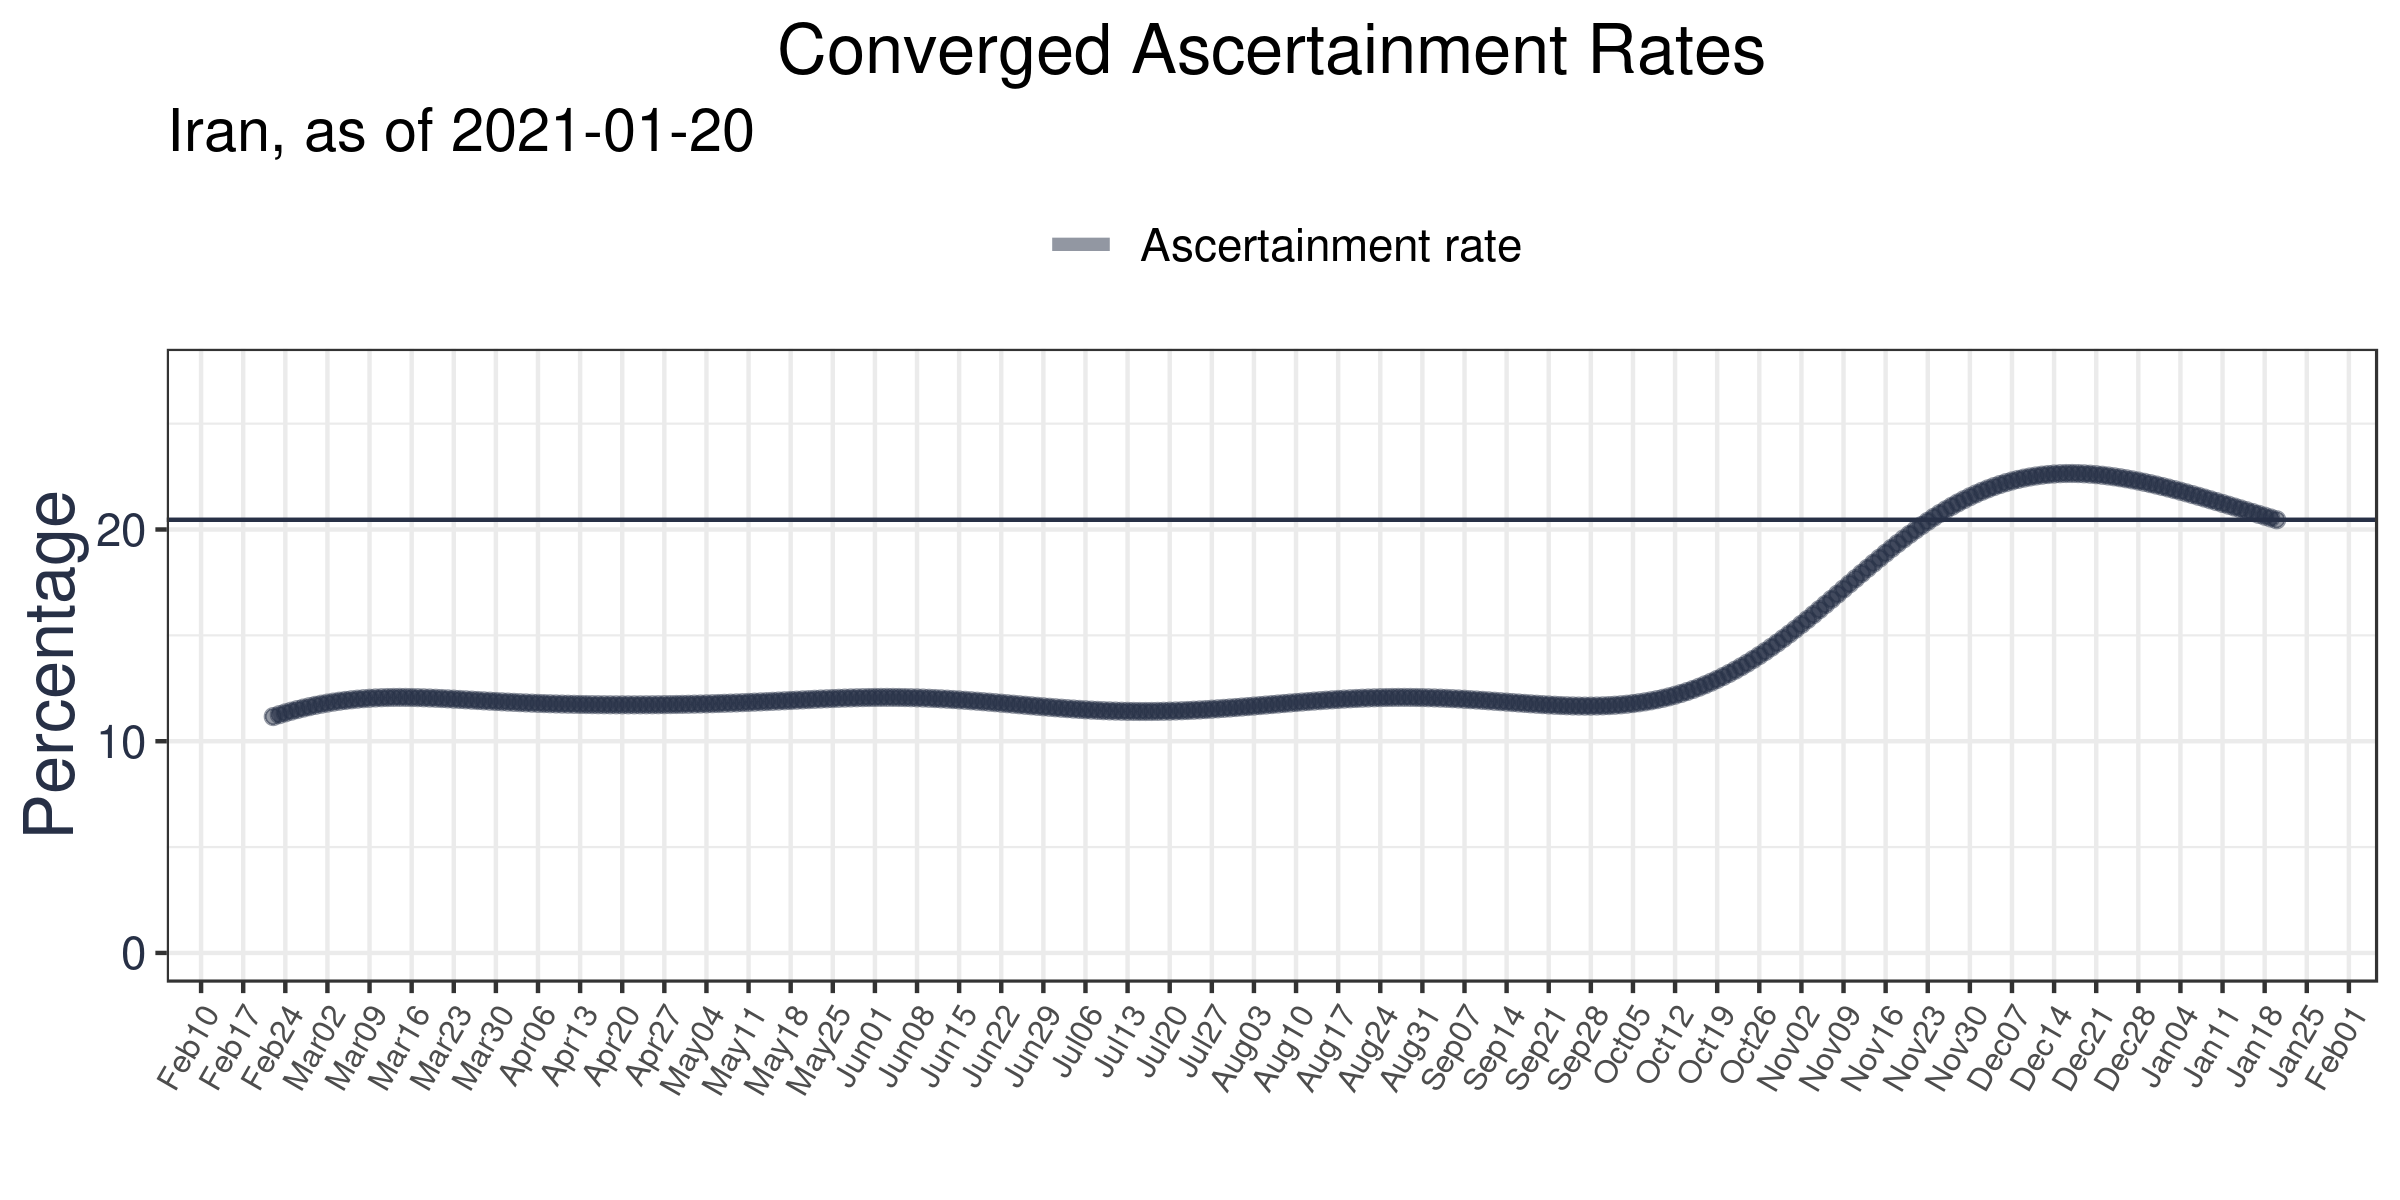 Converged Ascertainment Rates
Iran, as of 2021-01-20
Ascertainment rate
Percentage
20
10
0
Feb10 Feb17 Feb24 Mar02 Mar09 Mar16 Mar23 Mar30 Apr06 Apr13 Apr20 Apr27 May04 May11 May18 May25 Jun01 Jun08 Jun15 Jun22 Jun29 Jul06 Jul13 Jul20 Jul27 Aug03 Aug10 Aug17 Aug24 Aug31 Sep07 Sep14 Sep21 Sep28 Oct05 Oct12 Oct19 Oct26 Nov02 Nov09 Nov16 Nov23 Nov30 Dec07 Dec14 Dec21 Dec28 Jan04 Jan11 Jan18 Jan25 Feb01